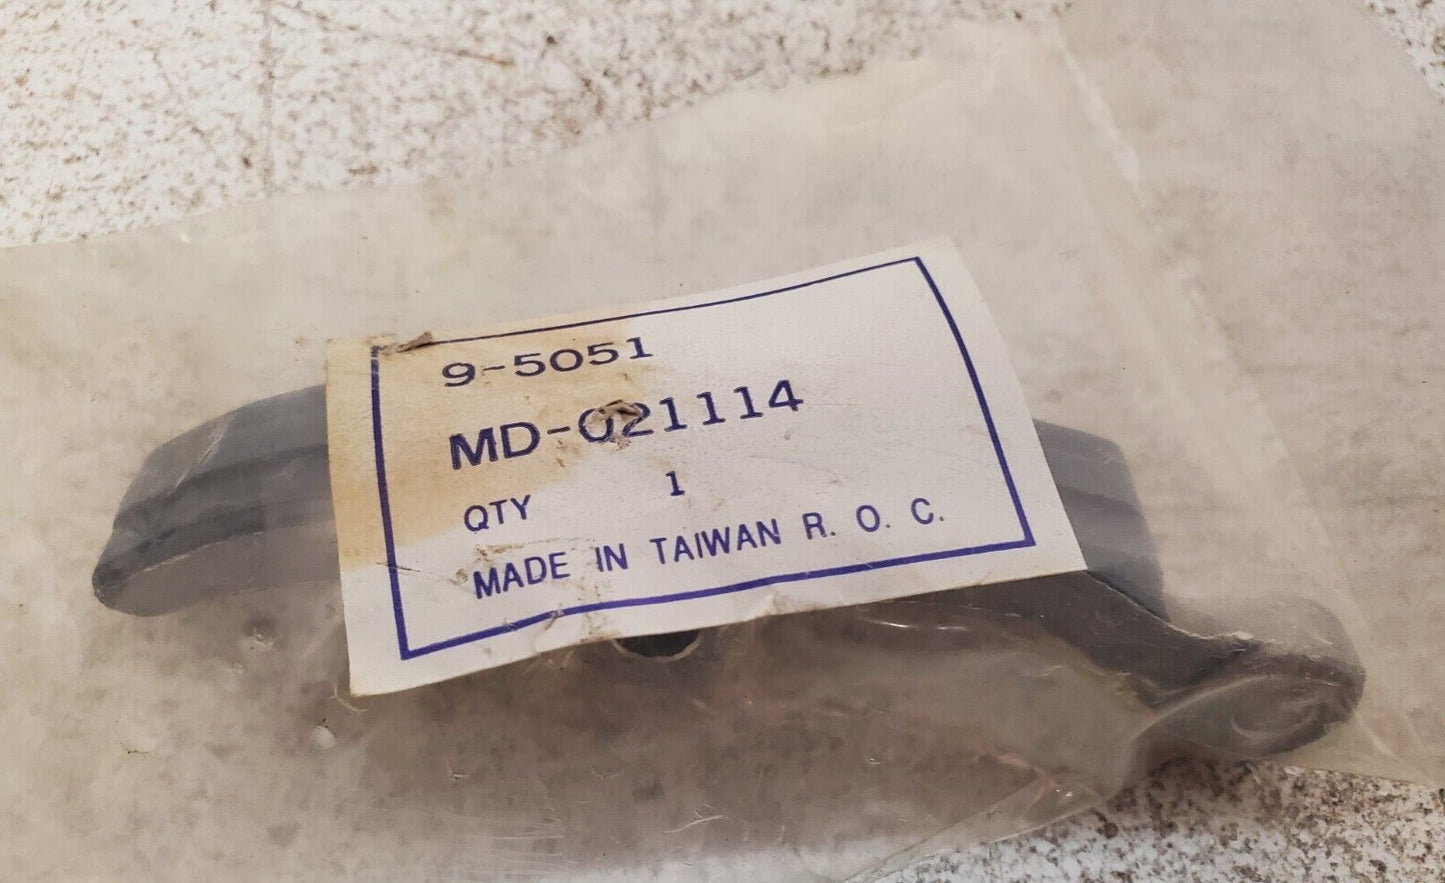 9-5051
MD-021114
QTY 1
MADE IN TAIWAN R. O. C.